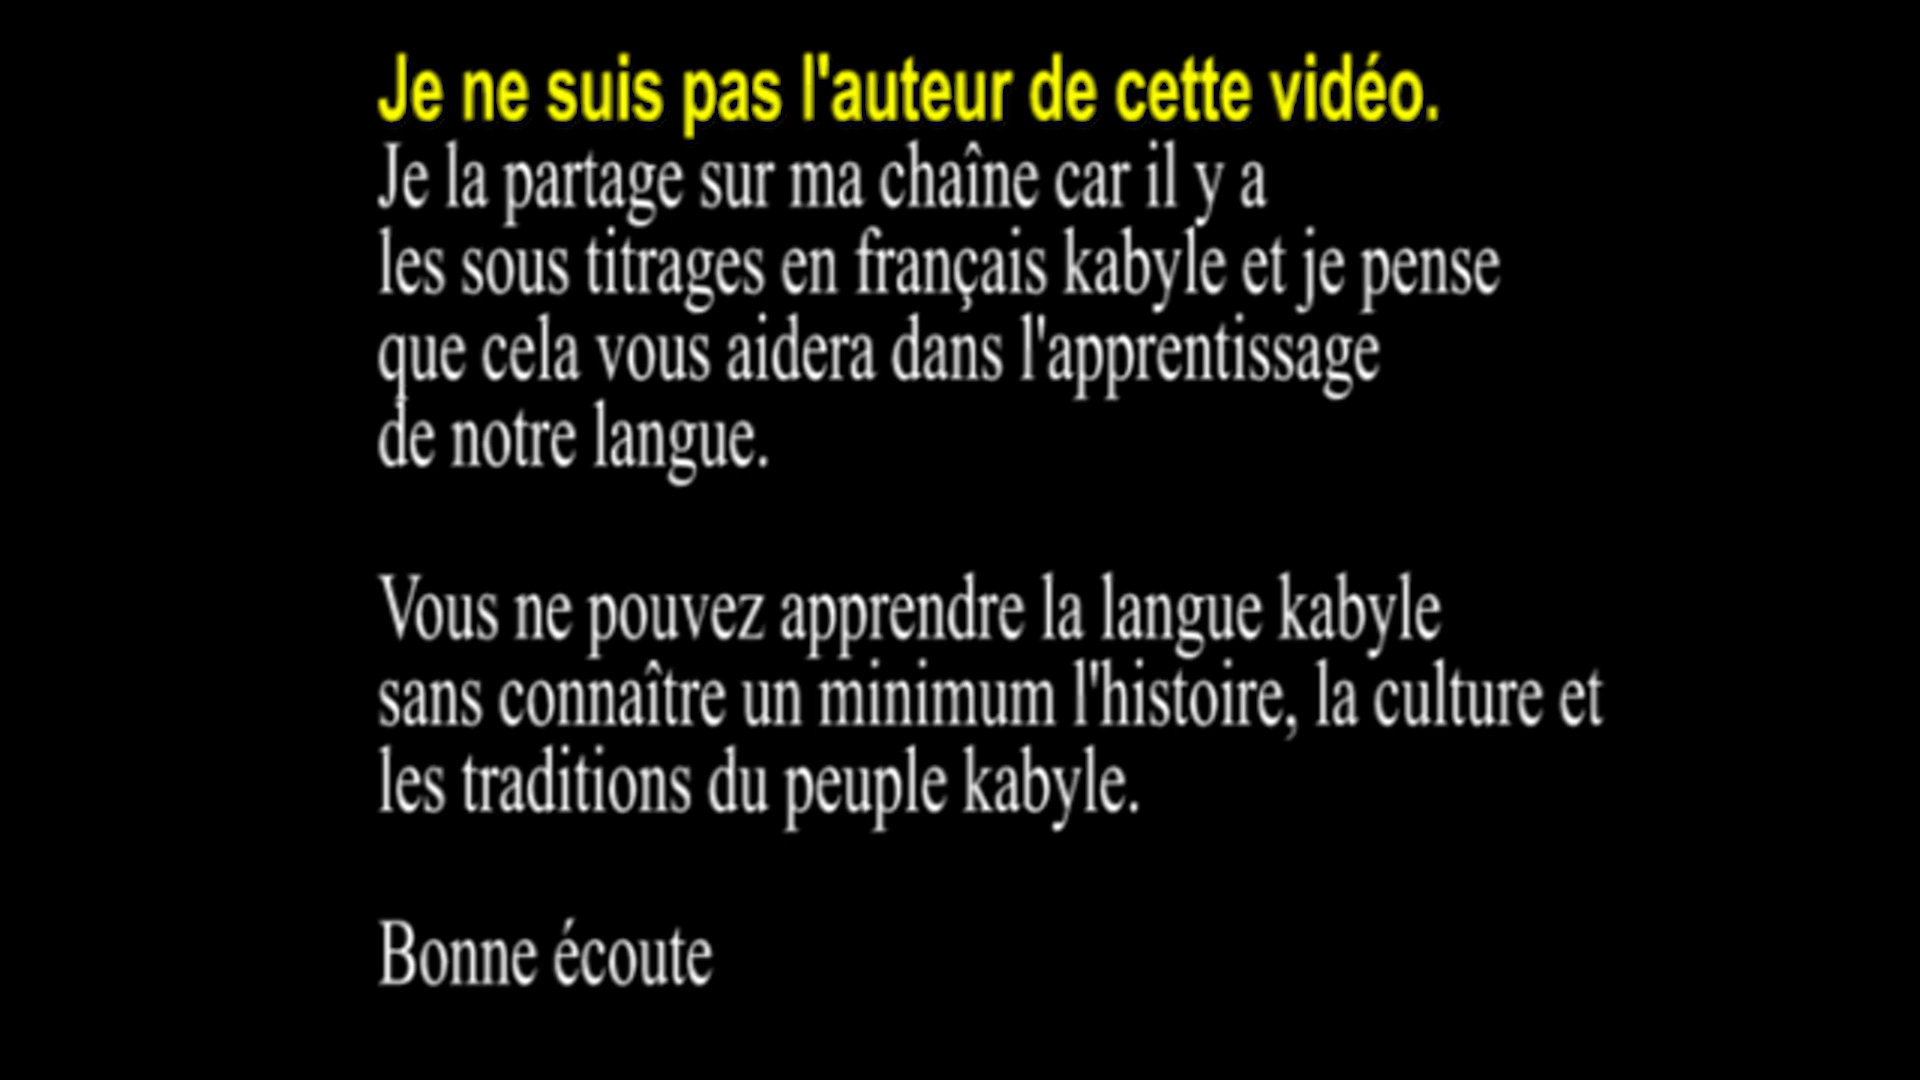 Je ne suis pas l'auteur de cette vidéo.
Je la partage sur ma chaîne car il y a
les sous titrages en français kabyle et je pense
que cela vous aidera dans l'apprentissage
de notre langue.
Vous ne pouvez apprendre la langue kabyle
sans connaître un minimum l'histoire, la culture et
les traditions du peuple kabyle.
Bonne écoute